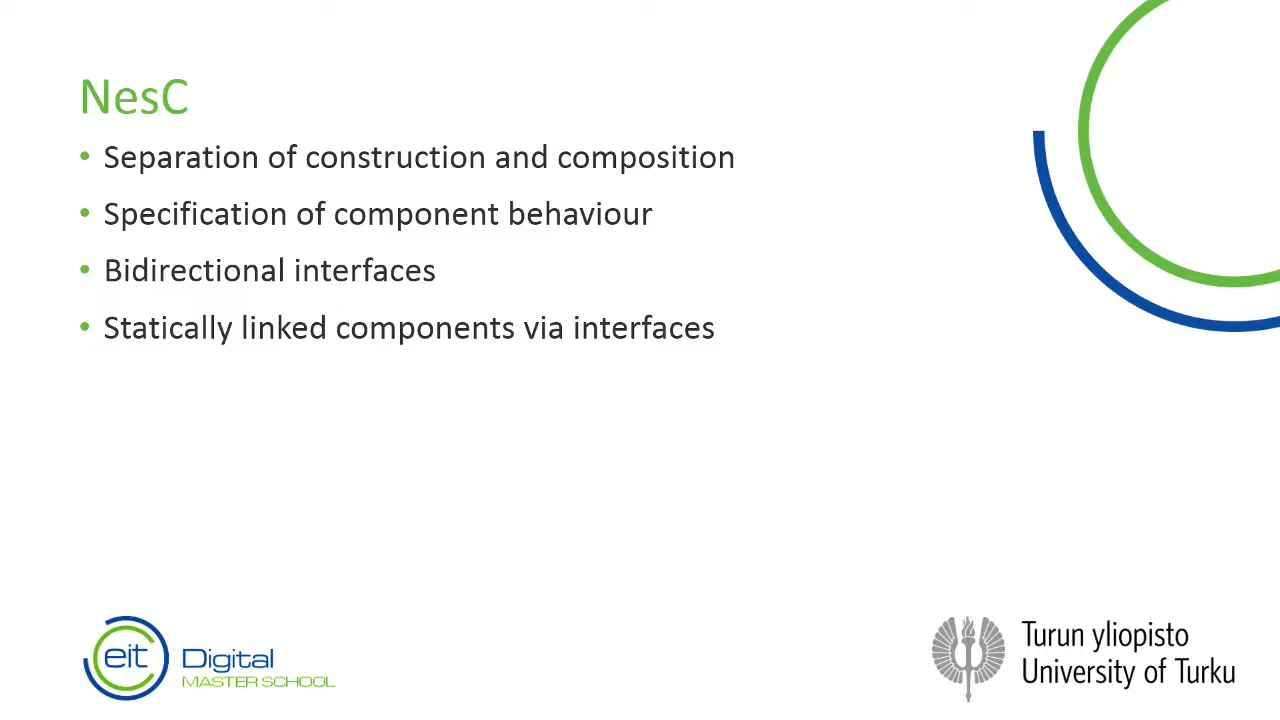 NesC
• Separation of construction and composition
• Specification of component behaviour
• Bidirectional interfaces
• Statically linked components via interfaces
eit Digital
MASTER SCHOOL
Turun yliopisto
University of Turku